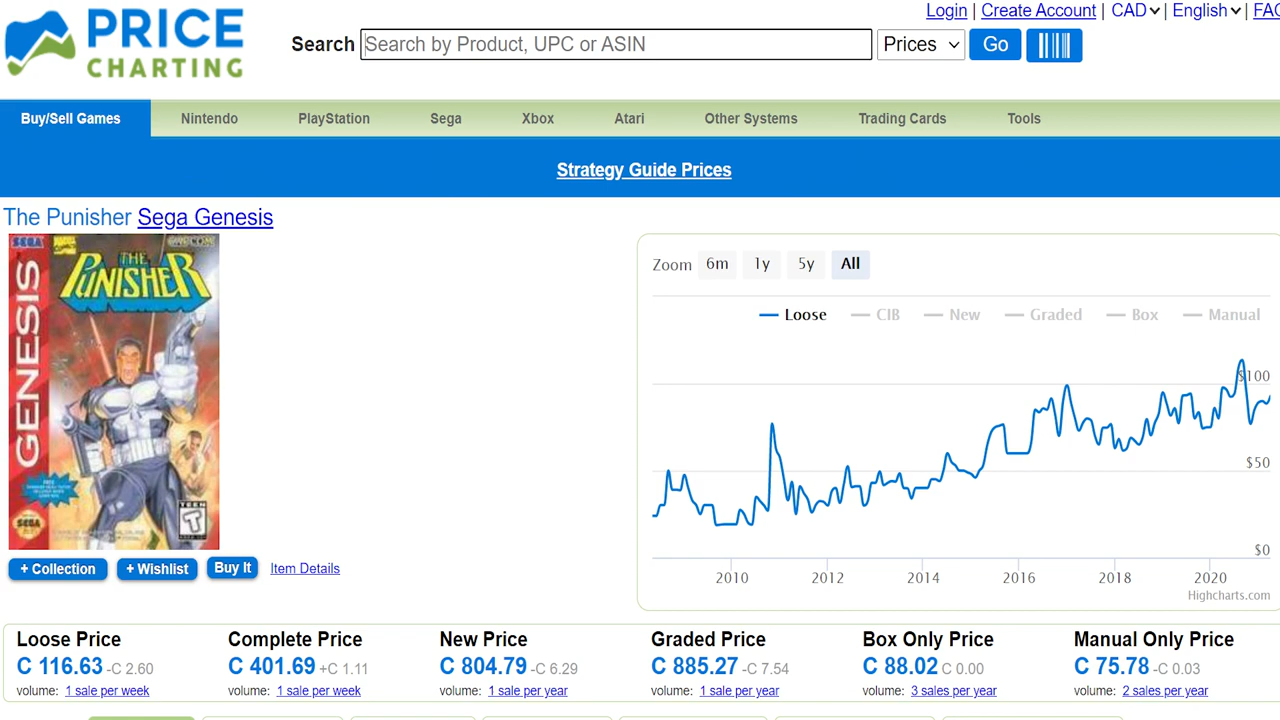 Login | Create Account | CAD | English | FAQ
PRICE
CHARTING
Search Search by Product, UPC or ASIN Prices Go
Buy/Sell Games Nintendo PlayStation Sega Xbox Atari Other Systems Trading Cards Tools
Strategy Guide Prices
The Punisher Sega Genesis
SEGA MARVEL CAPCOM
THE
PUNISHER
GENESIS
FREE
SEGA
TEEN
T
Zoom 6m 1y 5y All
Loose CIB New Graded Box Manual
$100
$50
$0
2010 2012 2014 2016 2018 2020
Highcharts.com
+ Collection + Wishlist Buy It Item Details
Loose Price Complete Price New Price Graded Price Box Only Price Manual Only Price
C 116.63 -C 2.60 C 401.69 +C 1.11 C 804.79 -C 6.29 C 885.27 -C 7.54 C 88.02 C 0.00 C 75.78 -C 0.03
volume: 1 sale per week volume: 1 sale per week volume: 1 sale per year volume: 1 sale per year volume: 3 sales per year volume: 2 sales per year